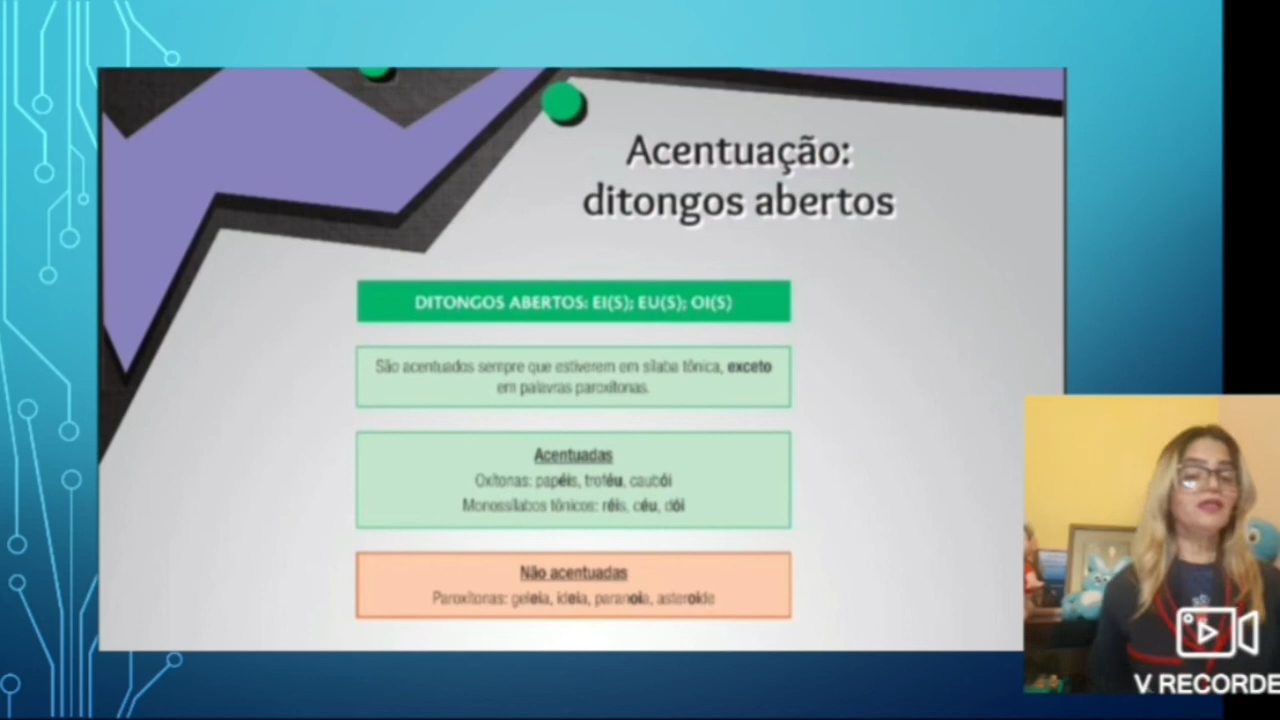 Acentuação:
ditongos abertos
DITONGOS ABERTOS: EI(S); EU(S); OI(S)
São acentuados sempre que estiverem em sílaba tônica, exceto
em palavras paroxítonas.
Acentuadas
Oxítonas: papéis, troféu, caubói
Monossílabos tônicos: réis, céu, dói
Não acentuadas
Paroxítonas: geleia, ideia, paranoia, asteroide
V RECORDE